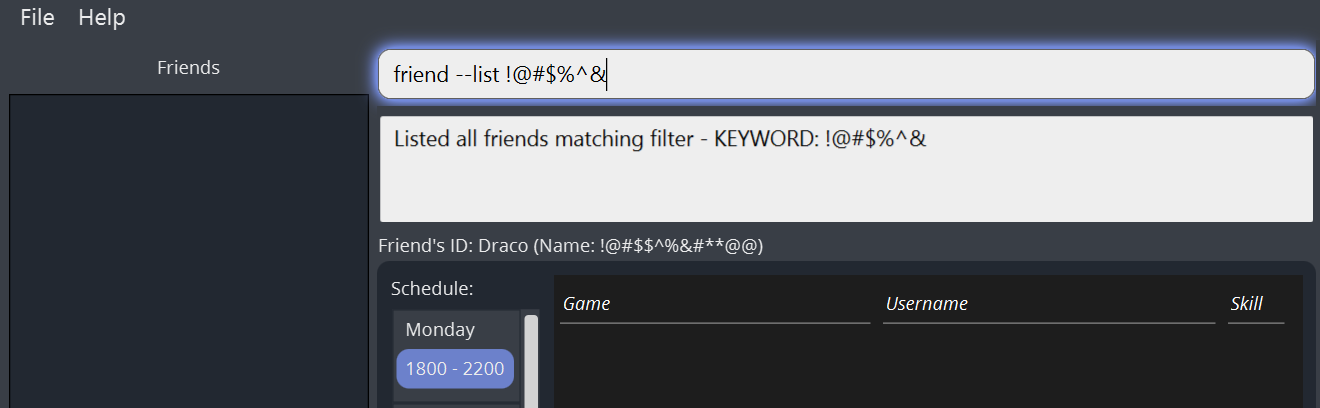 File Help
Friends
friend --list !@#$%^&
Listed all friends matching filter - KEYWORD: !@#$%^&
Friend's ID: Draco (Name: !@#$$^%&#**@@)
Schedule:
Monday
1800 - 2200
Game Username Skill